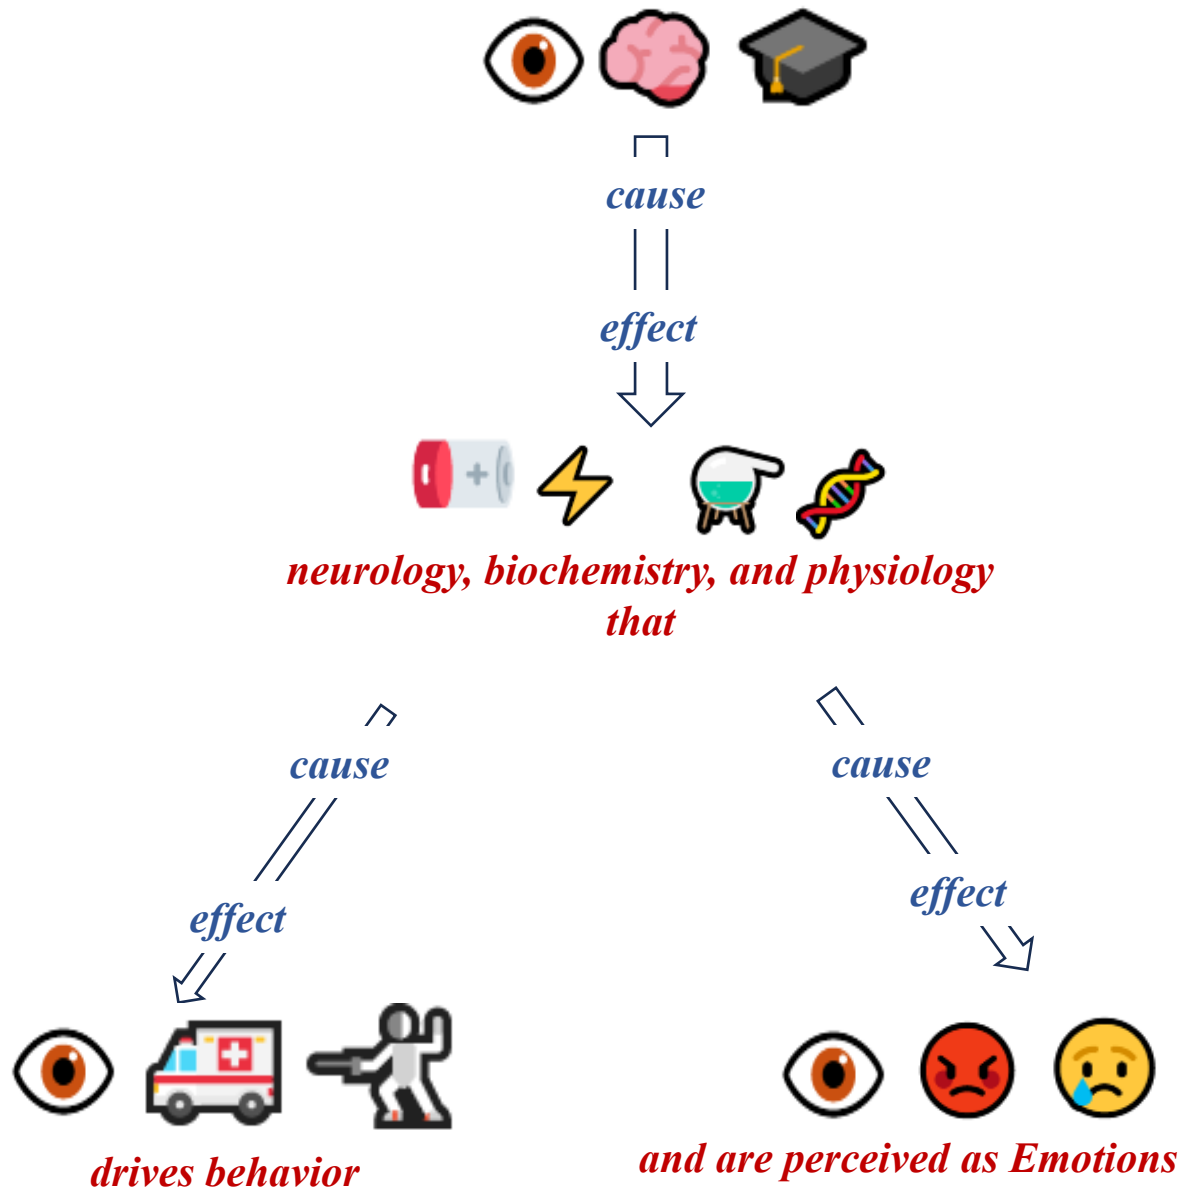 cause
effect
neurology, biochemistry, and physiology
that
cause
cause
effect
effect
drives behavior
and are perceived as Emotions